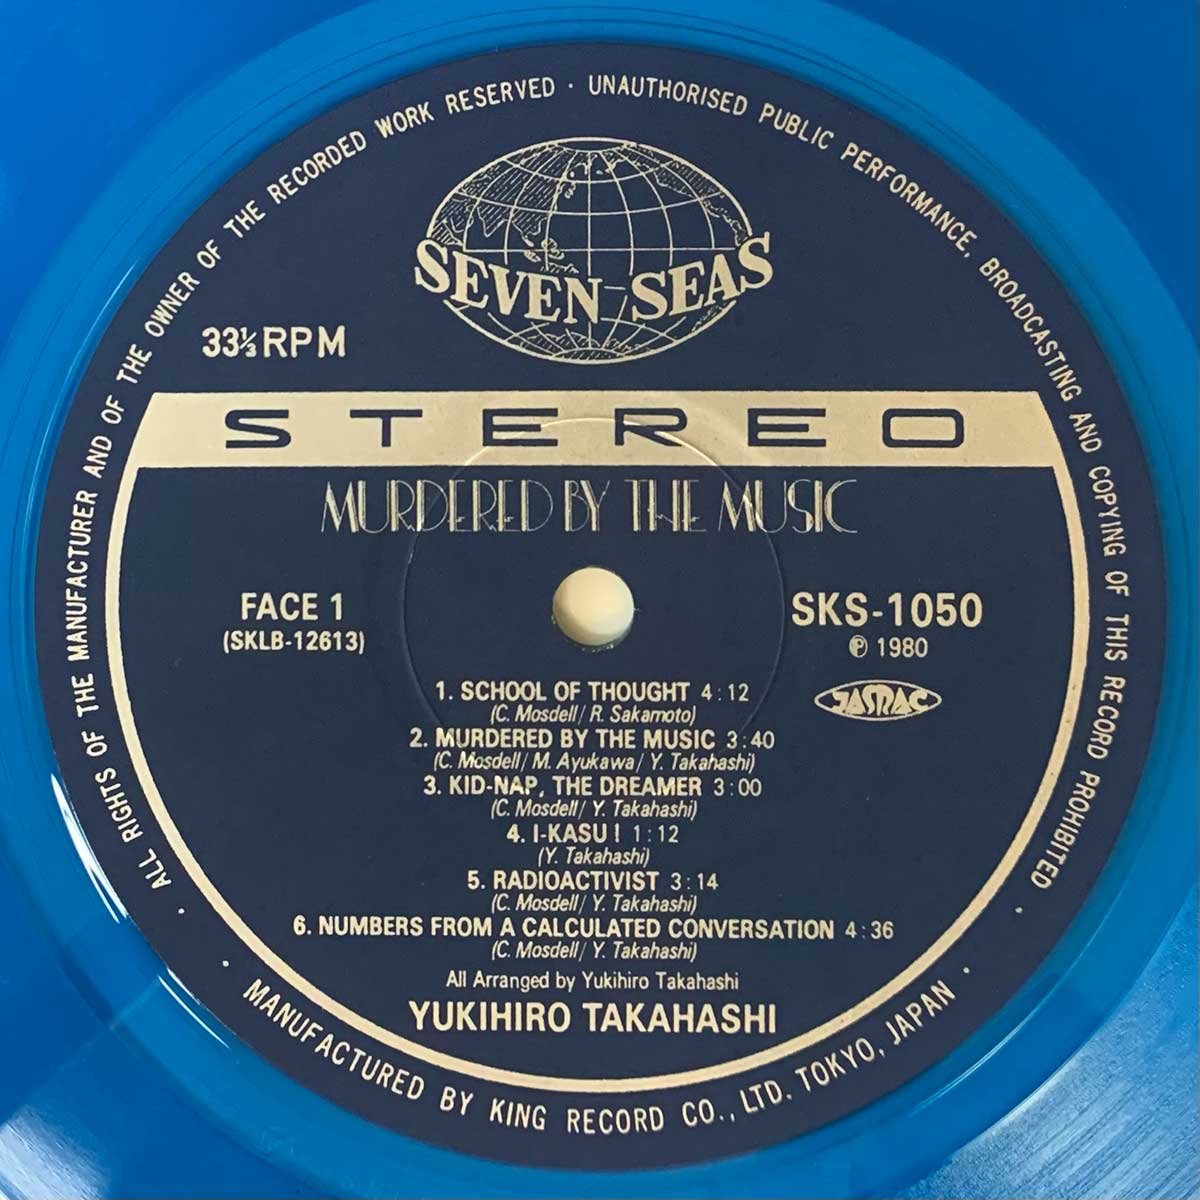 ALL RIGHTS OF THE MANUFACTURER AND OF THE OWNER OF THE RECORDED WORK RESERVED · UNAUTHORISED PUBLIC PERFORMANCE, BROADCASTING AND COPYING OF THIS RECORD PROHIBITED
SEVEN SEAS
33⅓ RPM
STEREO
MURDERED BY THE MUSIC
FACE 1
(SKLB-12613)
SKS-1050
℗ 1980
JASRAC
1. SCHOOL OF THOUGHT 4:12
(C. Mosdell/R. Sakamoto)
2. MURDERED BY THE MUSIC 3:40
(C. Mosdell/M. Ayukawa/Y. Takahashi)
3. KID-NAP, THE DREAMER 3:00
(C. Mosdell/Y. Takahashi)
4. I-KASU! 1:12
(Y. Takahashi)
5. RADIOACTIVIST 3:14
(C. Mosdell/Y. Takahashi)
6. NUMBERS FROM A CALCULATED CONVERSATION 4:36
(C. Mosdell/Y. Takahashi)
All Arranged by Yukihiro Takahashi
YUKIHIRO TAKAHASHI
· MANUFACTURED BY KING RECORD CO., LTD. TOKYO, JAPAN ·